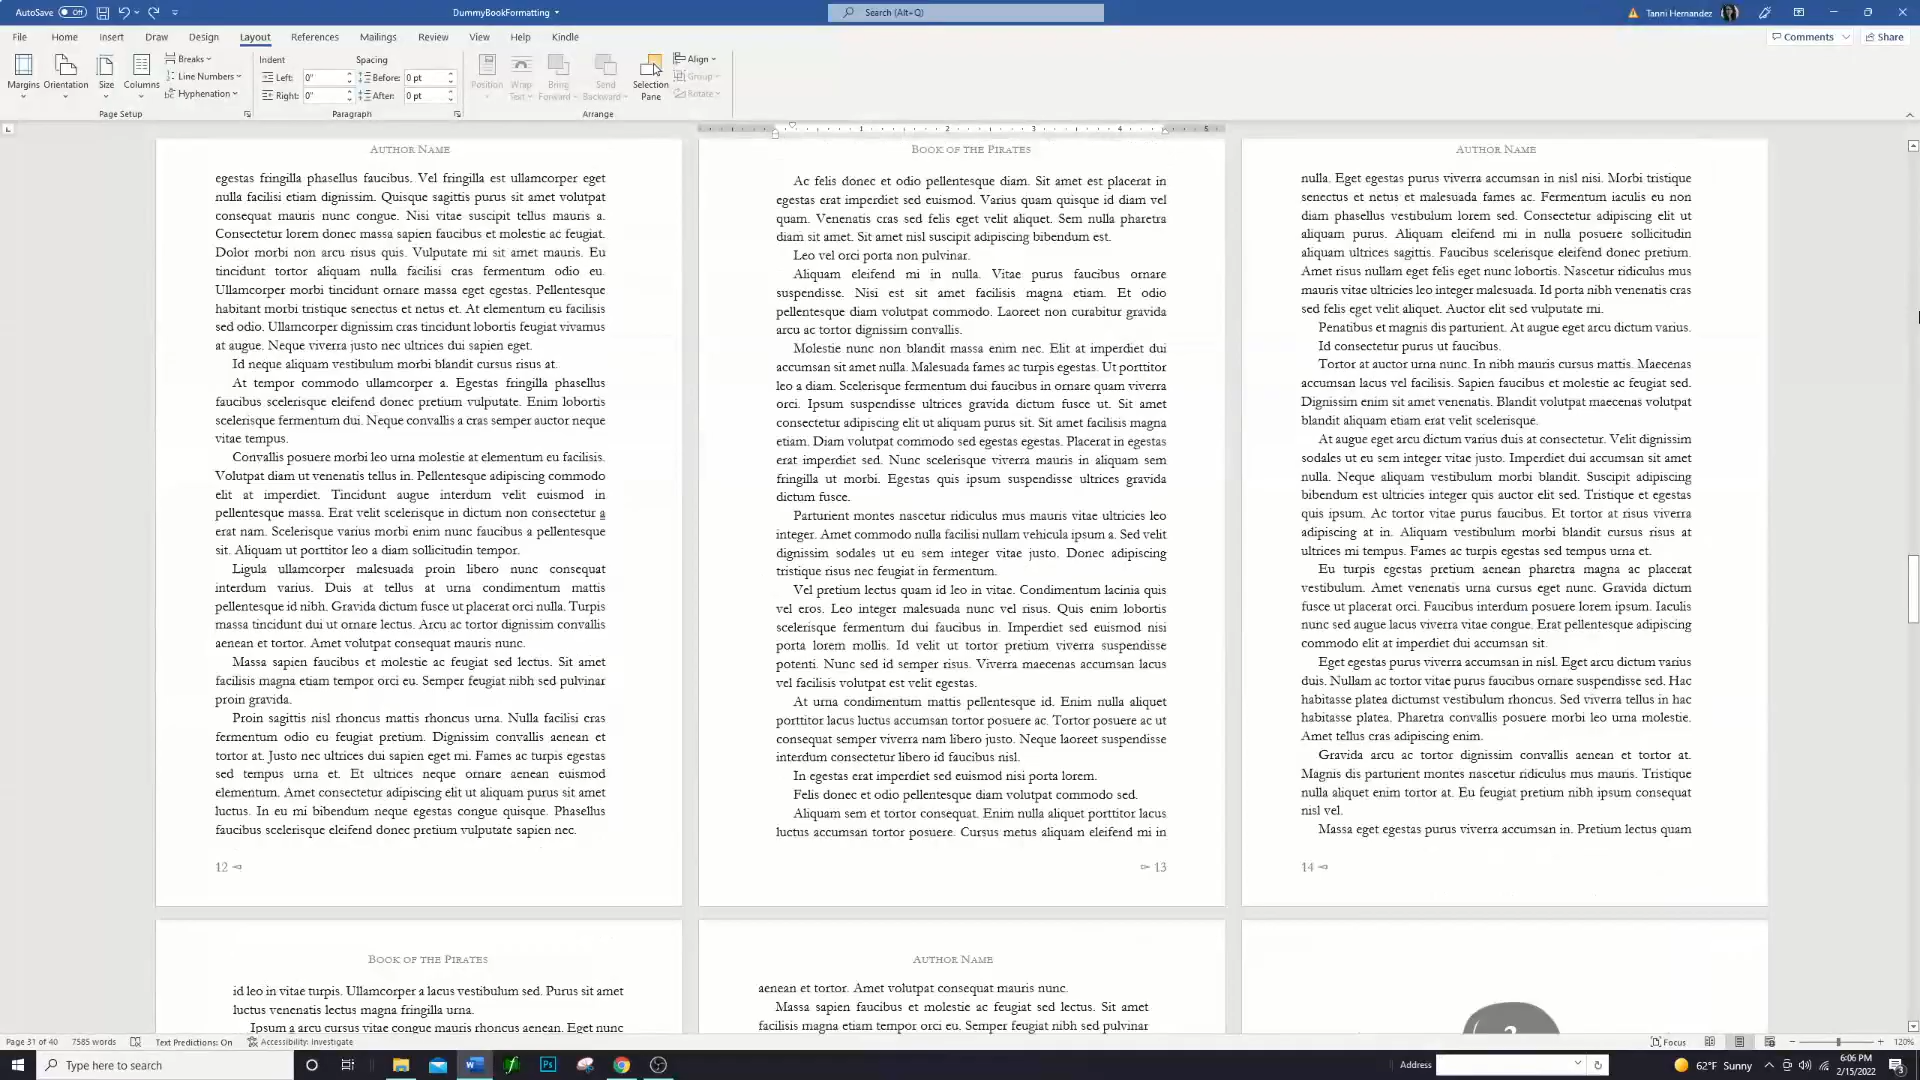 AutoSave Off
DummyBookFormatting
Search (Alt+Q)
Tanni Hernandez
File Home Insert Draw Design Layout References Mailings Review View Help Kindle
Comments Share
Margins Orientation Size Columns
Breaks
Line Numbers
Hyphenation
Page Setup
Indent Spacing
Left: 0" Before: 0 pt
Right: 0" After: 0 pt
Paragraph
Position Wrap Text Bring Forward Send Backward Selection Pane
Align
Group
Rotate
Arrange
1 2 3 4 5
Author Name
egestas fringilla phasellus faucibus. Vel fringilla est ullamcorper eget
nulla facilisi etiam dignissim. Quisque sagittis purus sit amet volutpat
consequat mauris nunc congue. Nisi vitae suscipit tellus mauris a.
Consectetur lorem donec massa sapien faucibus et molestie ac feugiat.
Dolor morbi non arcu risus quis. Vulputate mi sit amet mauris. Eu
tincidunt tortor aliquam nulla facilisi cras fermentum odio eu.
Ullamcorper morbi tincidunt ornare massa eget egestas. Pellentesque
habitant morbi tristique senectus et netus et. At elementum eu facilisis
sed odio. Ullamcorper dignissim cras tincidunt lobortis feugiat vivamus
at augue. Neque viverra justo nec ultrices dui sapien eget.
Id neque aliquam vestibulum morbi blandit cursus risus at.
At tempor commodo ullamcorper a. Egestas fringilla phasellus
faucibus scelerisque eleifend donec pretium vulputate. Enim lobortis
scelerisque fermentum dui. Neque convallis a cras semper auctor neque
vitae tempus.
Convallis posuere morbi leo urna molestie at elementum eu facilisis.
Volutpat diam ut venenatis tellus in. Pellentesque adipiscing commodo
elit at imperdiet. Tincidunt augue interdum velit euismod in
pellentesque massa. Erat velit scelerisque in dictum non consectetur a
erat nam. Scelerisque varius morbi enim nunc faucibus a pellentesque
sit. Aliquam ut porttitor leo a diam sollicitudin tempor.
Ligula ullamcorper malesuada proin libero nunc consequat
interdum varius. Duis at tellus at urna condimentum mattis
pellentesque id nibh. Gravida dictum fusce ut placerat orci nulla. Turpis
massa tincidunt dui ut ornare lectus. Arcu ac tortor dignissim convallis
aenean et tortor. Amet volutpat consequat mauris nunc.
Massa sapien faucibus et molestie ac feugiat sed lectus. Sit amet
facilisis magna etiam tempor orci eu. Semper feugiat nibh sed pulvinar
proin gravida.
Proin sagittis nisl rhoncus mattis rhoncus urna. Nulla facilisi cras
fermentum odio eu feugiat pretium. Dignissim convallis aenean et
tortor at. Justo nec ultrices dui sapien eget mi. Fames ac turpis egestas
sed tempus urna et. Et ultrices neque ornare aenean euismod
elementum. Amet consectetur adipiscing elit ut aliquam purus sit amet
luctus. In eu mi bibendum neque egestas congue quisque. Phasellus
faucibus scelerisque eleifend donec pretium vulputate sapien nec.
12
Book of the Pirates
Ac felis donec et odio pellentesque diam. Sit amet est placerat in
egestas erat imperdiet sed euismod. Varius quam quisque id diam vel
quam. Venenatis cras sed felis eget velit aliquet. Sem nulla pharetra
diam sit amet. Sit amet nisl suscipit adipiscing bibendum est.
Leo vel orci porta non pulvinar.
Aliquam eleifend mi in nulla. Vitae purus faucibus ornare
suspendisse. Nisi est sit amet facilisis magna etiam. Et odio
pellentesque diam volutpat commodo. Laoreet non curabitur gravida
arcu ac tortor dignissim convallis.
Molestie nunc non blandit massa enim nec. Elit at imperdiet dui
accumsan sit amet nulla. Malesuada fames ac turpis egestas. Ut porttitor
leo a diam. Scelerisque fermentum dui faucibus in ornare quam viverra
orci. Ipsum suspendisse ultrices gravida dictum fusce ut. Sit amet
consectetur adipiscing elit ut aliquam purus sit. Sit amet facilisis magna
etiam. Diam volutpat commodo sed egestas egestas. Placerat in egestas
erat imperdiet sed. Nunc scelerisque viverra mauris in aliquam sem
fringilla ut morbi. Egestas quis ipsum suspendisse ultrices gravida
dictum fusce.
Parturient montes nascetur ridiculus mus mauris vitae ultricies leo
integer. Amet commodo nulla facilisi nullam vehicula ipsum a. Sed velit
dignissim sodales ut eu sem integer vitae justo. Donec adipiscing
tristique risus nec feugiat in fermentum.
Vel pretium lectus quam id leo in vitae. Condimentum lacinia quis
vel eros. Leo integer malesuada nunc vel risus. Quis enim lobortis
scelerisque fermentum dui faucibus in. Imperdiet sed euismod nisi
porta lorem mollis. Id velit ut tortor pretium viverra suspendisse
potenti. Nunc sed id semper risus. Viverra maecenas accumsan lacus
vel facilisis volutpat est velit egestas.
At urna condimentum mattis pellentesque id. Enim nulla aliquet
porttitor lacus luctus accumsan tortor posuere ac. Tortor posuere ac ut
consequat semper viverra nam libero justo. Neque laoreet suspendisse
interdum consectetur libero id faucibus nisl.
In egestas erat imperdiet sed euismod nisi porta lorem.
Felis donec et odio pellentesque diam volutpat commodo sed.
Aliquam sem et tortor consequat. Enim nulla aliquet porttitor lacus
luctus accumsan tortor posuere. Cursus metus aliquam eleifend mi in
13
Author Name
nulla. Eget egestas purus viverra accumsan in nisl nisi. Morbi tristique
senectus et netus et malesuada fames ac. Fermentum iaculis eu non
diam phasellus vestibulum lorem sed. Consectetur adipiscing elit ut
aliquam purus. Aliquam eleifend mi in nulla posuere sollicitudin
aliquam ultrices sagittis. Faucibus scelerisque eleifend donec pretium.
Amet risus nullam eget felis eget nunc lobortis. Nascetur ridiculus mus
mauris vitae ultricies leo integer malesuada. Id porta nibh venenatis cras
sed felis eget velit aliquet. Auctor elit sed vulputate mi.
Penatibus et magnis dis parturient. At augue eget arcu dictum varius.
Id consectetur purus ut faucibus.
Tortor at auctor urna nunc. In nibh mauris cursus mattis. Maecenas
accumsan lacus vel facilisis. Sapien faucibus et molestie ac feugiat sed.
Dignissim enim sit amet venenatis. Blandit volutpat maecenas volutpat
blandit aliquam etiam erat velit scelerisque.
At augue eget arcu dictum varius duis at consectetur. Velit dignissim
sodales ut eu sem integer vitae justo. Imperdiet dui accumsan sit amet
nulla. Neque aliquam vestibulum morbi blandit. Suscipit adipiscing
bibendum est ultricies integer quis auctor elit sed. Tristique et egestas
quis ipsum. Ac tortor vitae purus faucibus. Et tortor at risus viverra
adipiscing at in. Aliquam vestibulum morbi blandit cursus risus at
ultrices mi tempus. Fames ac turpis egestas sed tempus urna et.
Eu turpis egestas pretium aenean pharetra magna ac placerat
vestibulum. Amet venenatis urna cursus eget nunc. Gravida dictum
fusce ut placerat orci. Faucibus interdum posuere lorem ipsum. Iaculis
nunc sed augue lacus viverra vitae congue. Erat pellentesque adipiscing
commodo elit at imperdiet dui accumsan sit.
Eget egestas purus viverra accumsan in nisl. Eget arcu dictum varius
duis. Nullam ac tortor vitae purus faucibus ornare suspendisse sed. Hac
habitasse platea dictumst vestibulum rhoncus. Sed viverra tellus in hac
habitasse platea. Pharetra convallis posuere morbi leo urna molestie.
Amet tellus cras adipiscing enim.
Gravida arcu ac tortor dignissim convallis aenean et tortor at.
Magnis dis parturient montes nascetur ridiculus mus mauris. Tristique
nulla aliquet enim tortor at. Eu feugiat pretium nibh ipsum consequat
nisl vel.
Massa eget egestas purus viverra accumsan in. Pretium lectus quam
14
Book of the Pirates
id leo in vitae turpis. Ullamcorper a lacus vestibulum sed. Purus sit amet
luctus venenatis lectus magna fringilla urna.
Ipsum a arcu cursus vitae congue mauris rhoncus aenean. Eget nunc
Author Name
aenean et tortor. Amet volutpat consequat mauris nunc.
Massa sapien faucibus et molestie ac feugiat sed lectus. Sit amet
facilisis magna etiam tempor orci eu. Semper feugiat nibh sed pulvinar
Page 31 of 40 7585 words Text Predictions: On Accessibility: Investigate
Focus 120%
Type here to search
Address
62°F Sunny
6:06 PM
2/15/2022
3